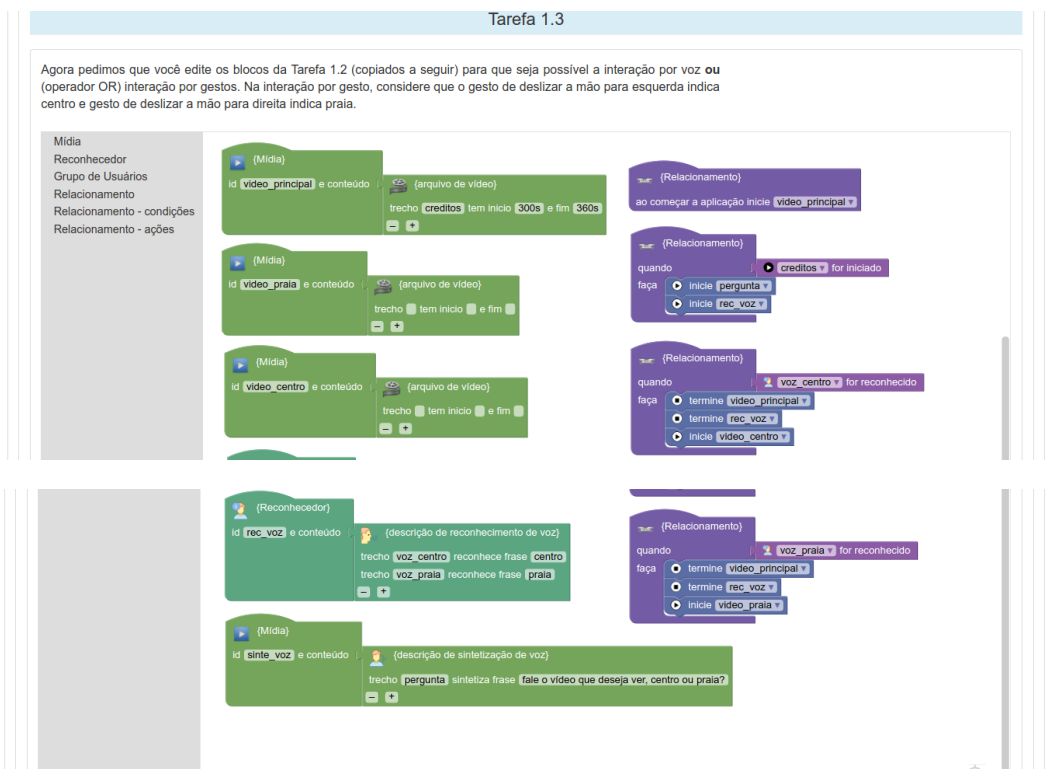 Tarefa 1.3
Agora pedimos que você edite os blocos da Tarefa 1.2 (copiados a seguir) para que seja possível a interação por voz ou
(operador OR) interação por gestos. Na interação por gesto, considere que o gesto de deslizar a mão para esquerda indica
centro e gesto de deslizar a mão para direita indica praia.
Mídia
Reconhecedor
Grupo de Usuários
Relacionamento
Relacionamento - condições
Relacionamento - ações
{Mídia}
id video_principal e conteúdo {arquivo de vídeo}
trecho creditos tem inicio 300s e fim 360s
{Mídia}
id video_praia e conteúdo {arquivo de vídeo}
trecho tem inicio e fim
{Mídia}
id video_centro e conteúdo {arquivo de vídeo}
trecho tem inicio e fim
{Relacionamento}
ao começar a aplicação inicie video_principal
{Relacionamento}
quando creditos for iniciado
faça inicie pergunta
inicie rec_voz
{Relacionamento}
quando voz_centro for reconhecido
faça termine video_principal
termine rec_voz
inicie video_centro
{Reconhecedor}
id rec_voz e conteúdo {descrição de reconhecimento de voz}
trecho voz_centro reconhece frase centro
trecho voz_praia reconhece frase praia
{Mídia}
id sinte_voz e conteúdo {descrição de sintetização de voz}
trecho pergunta sintetiza frase fale o vídeo que deseja ver, centro ou praia?
{Relacionamento}
quando voz_praia for reconhecido
faça termine video_principal
termine rec_voz
inicie video_praia